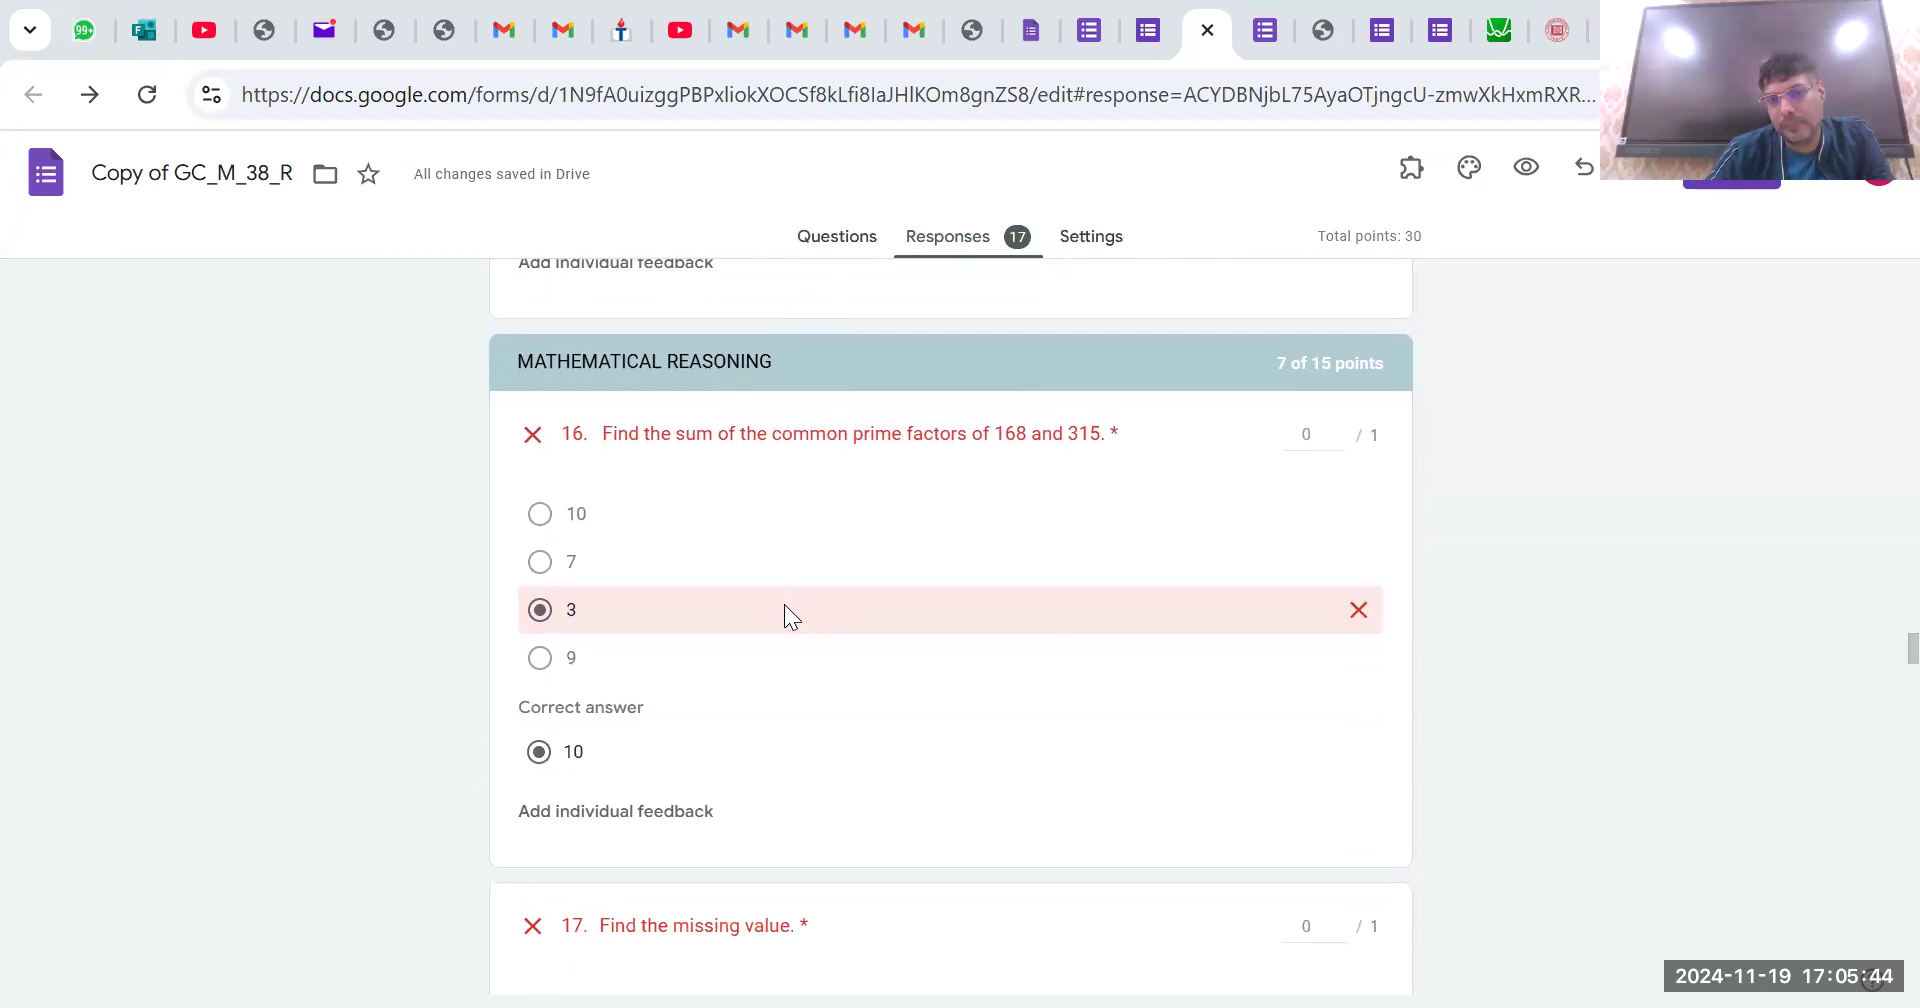 99+
https://docs.google.com/forms/d/1N9fA0uizggPBPxliokXOCSf8kLfi8IaJHlKOm8gnZS8/edit#response=ACYDBNjbL75AyaOTjngcU-zmwXkHxmRXR...
Copy of GC_M_38_R
All changes saved in Drive
Questions
Responses 17
Settings
Total points: 30
Add individual feedback
MATHEMATICAL REASONING
7 of 15 points
16. Find the sum of the common prime factors of 168 and 315. *
0 / 1
10
7
3
9
Correct answer
10
Add individual feedback
17. Find the missing value. *
0 / 1
2024-11-19 17:05:44